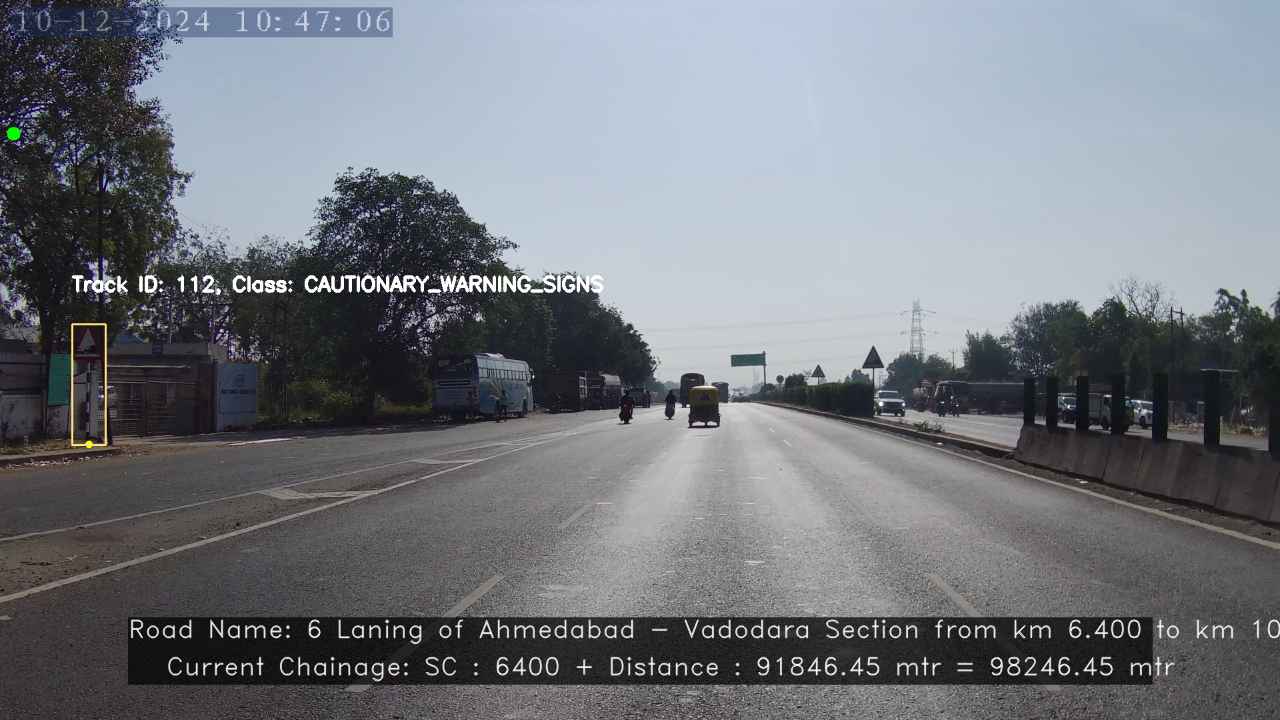 10-12-2024 10:47:06
Track ID: 112, Class: CAUTIONARY_WARNING_SIGNS
Road Name: 6 Laning of Ahmedabad - Vadodara Section from km 6.400 to km 10
Current Chainage: SC : 6400 + Distance : 91846.45 mtr = 98246.45 mtr